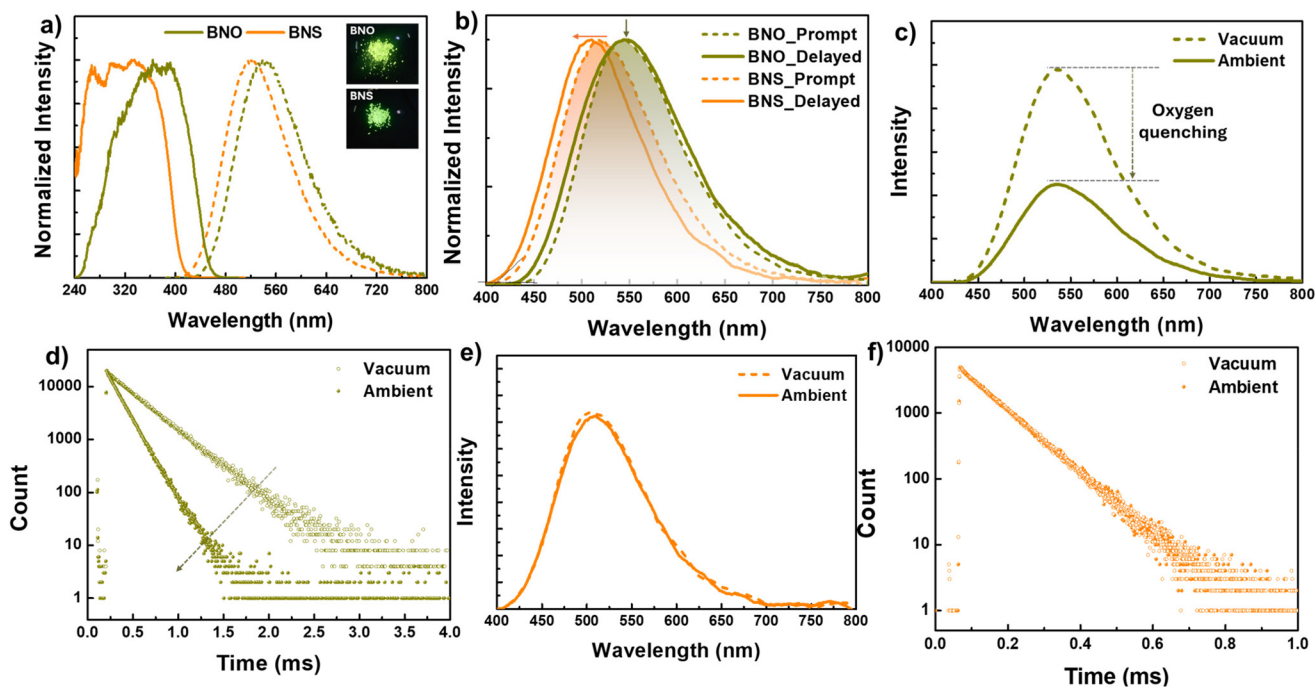 a)
BNO BNS
BNO
BNS
Normalized Intensity
240 320 400 480 560 640 720 800
Wavelength (nm)
b)
BNO_Prompt
BNO_Delayed
BNS_Prompt
BNS_Delayed
Normalized Intensity
400 450 500 550 600 650 700 750 800
Wavelength (nm)
c)
Vacuum
Ambient
Oxygen
quenching
Intensity
400 450 500 550 600 650 700 750 800
Wavelength (nm)
d)
Vacuum
Ambient
10000
1000
100
10
1
Count
0.0 0.5 1.0 1.5 2.0 2.5 3.0 3.5 4.0
Time (ms)
e)
Vacuum
Ambient
Intensity
400 450 500 550 600 650 700 750 800
Wavelength (nm)
f)
Vacuum
Ambient
10000
1000
100
10
1
Count
0.0 0.2 0.4 0.6 0.8 1.0
Time (ms)